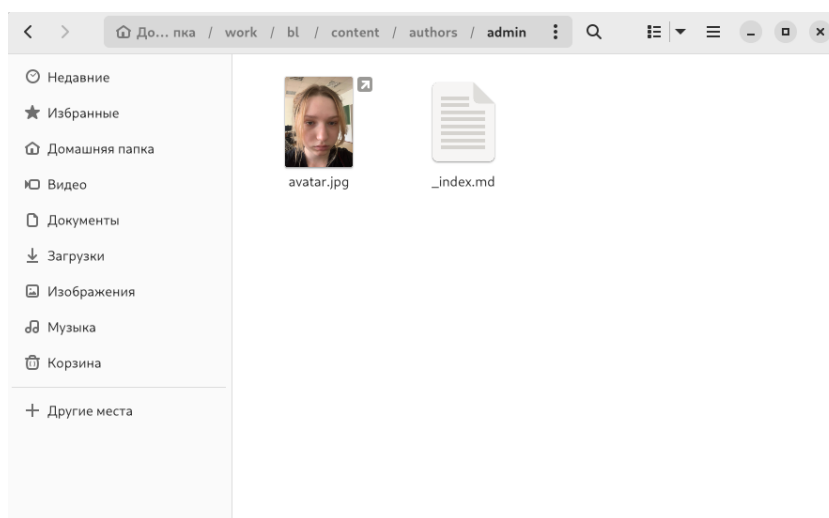 До... пка / work / bl / content / authors / admin
Недавние
Избранные
Домашняя папка
Видео
Документы
Загрузки
Изображения
Музыка
Корзина
Другие места
avatar.jpg
_index.md